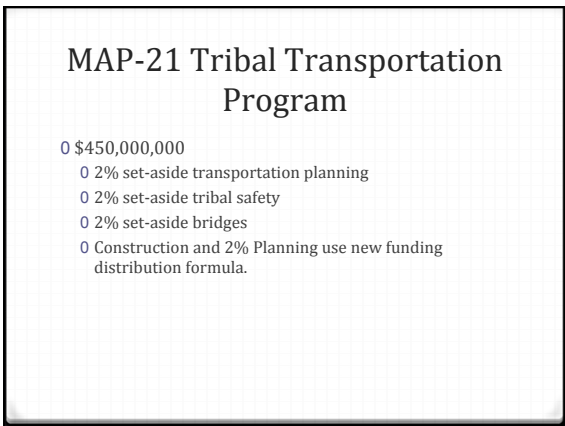 MAP-21 Tribal Transportation
Program
0 $450,000,000
0 2% set-aside transportation planning
0 2% set-aside tribal safety
0 2% set-aside bridges
0 Construction and 2% Planning use new funding
distribution formula.